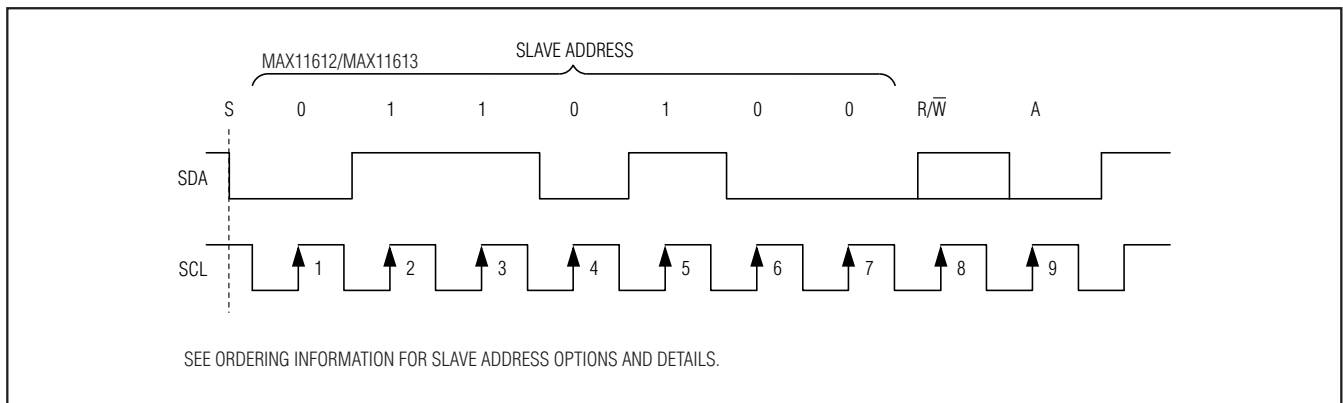 SLAVE ADDRESS
MAX11612/MAX11613
S 0 1 1 0 1 0 0 R/W̅ A
SDA
SCL 1 2 3 4 5 6 7 8 9
SEE ORDERING INFORMATION FOR SLAVE ADDRESS OPTIONS AND DETAILS.